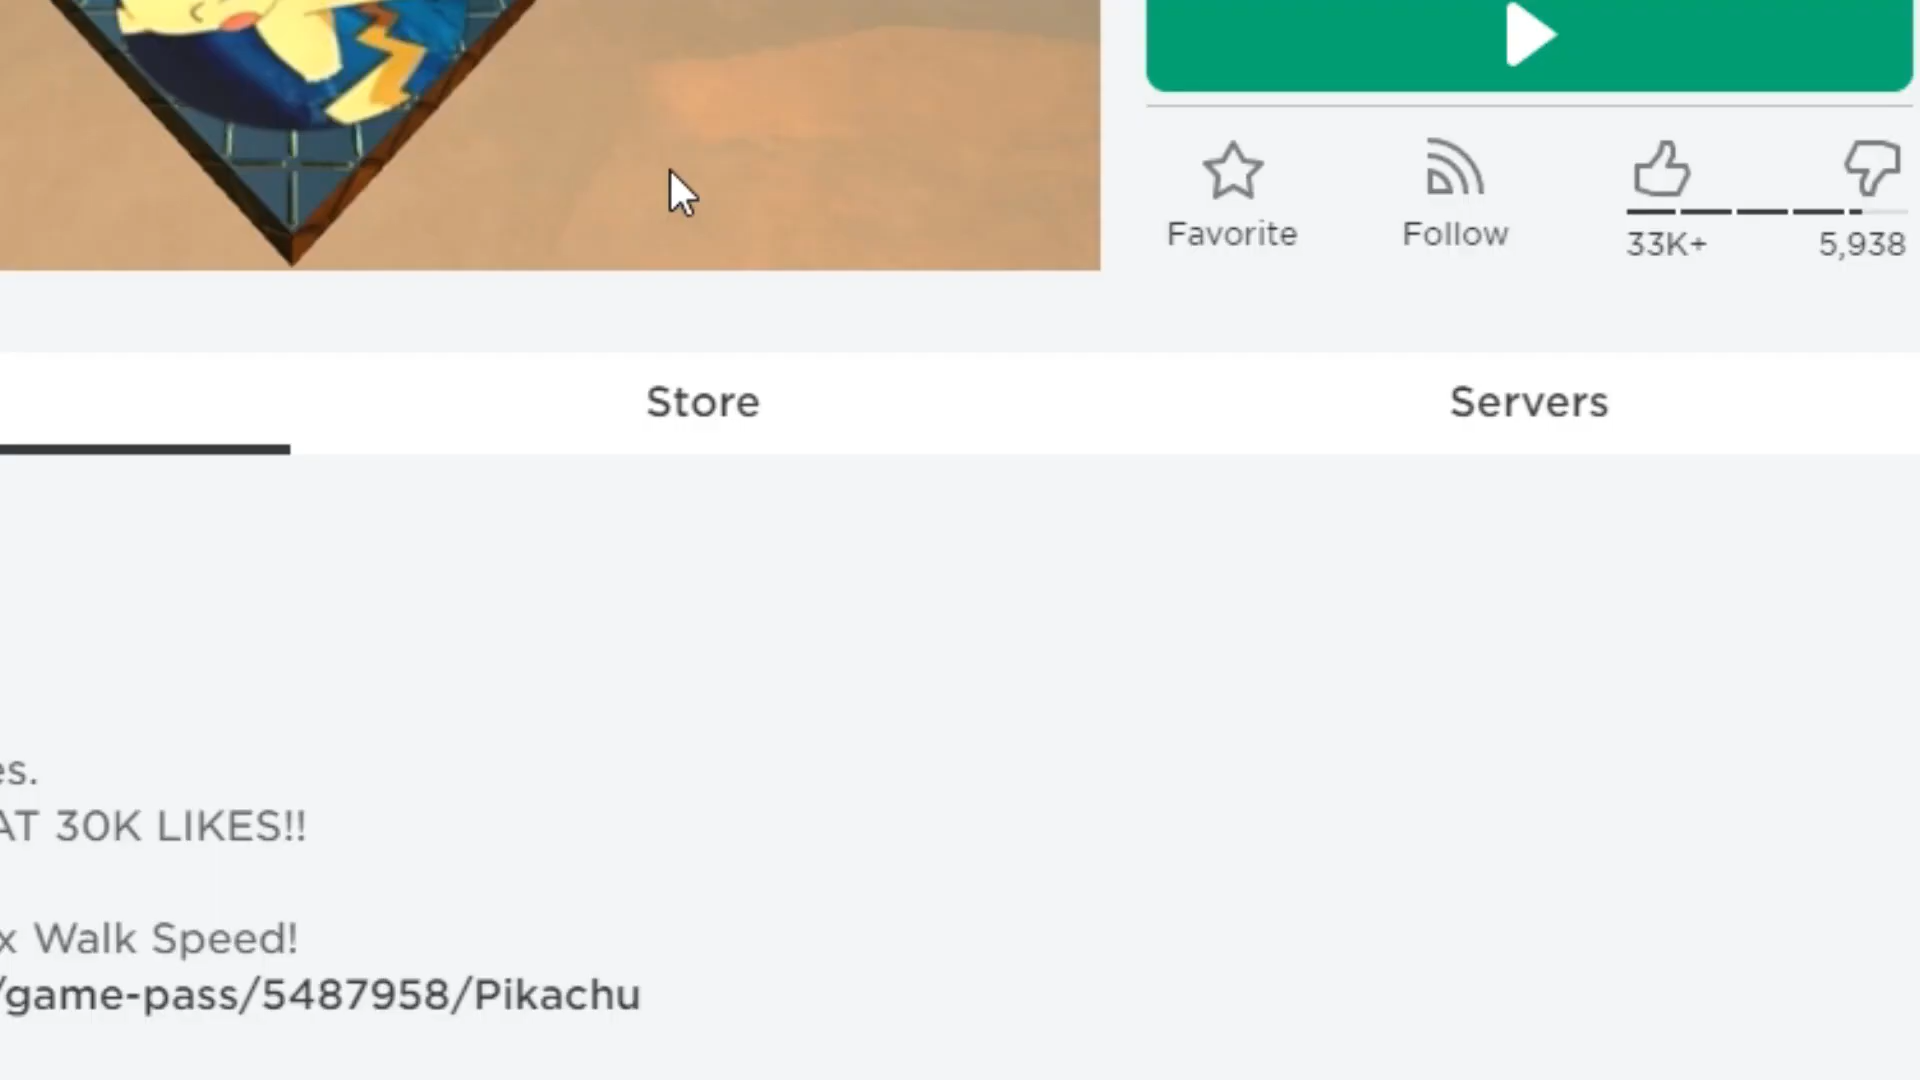 Favorite
Follow
33K+
5,938
Store
Servers
es.
AT 30K LIKES!!
x Walk Speed!
/game-pass/5487958/Pikachu